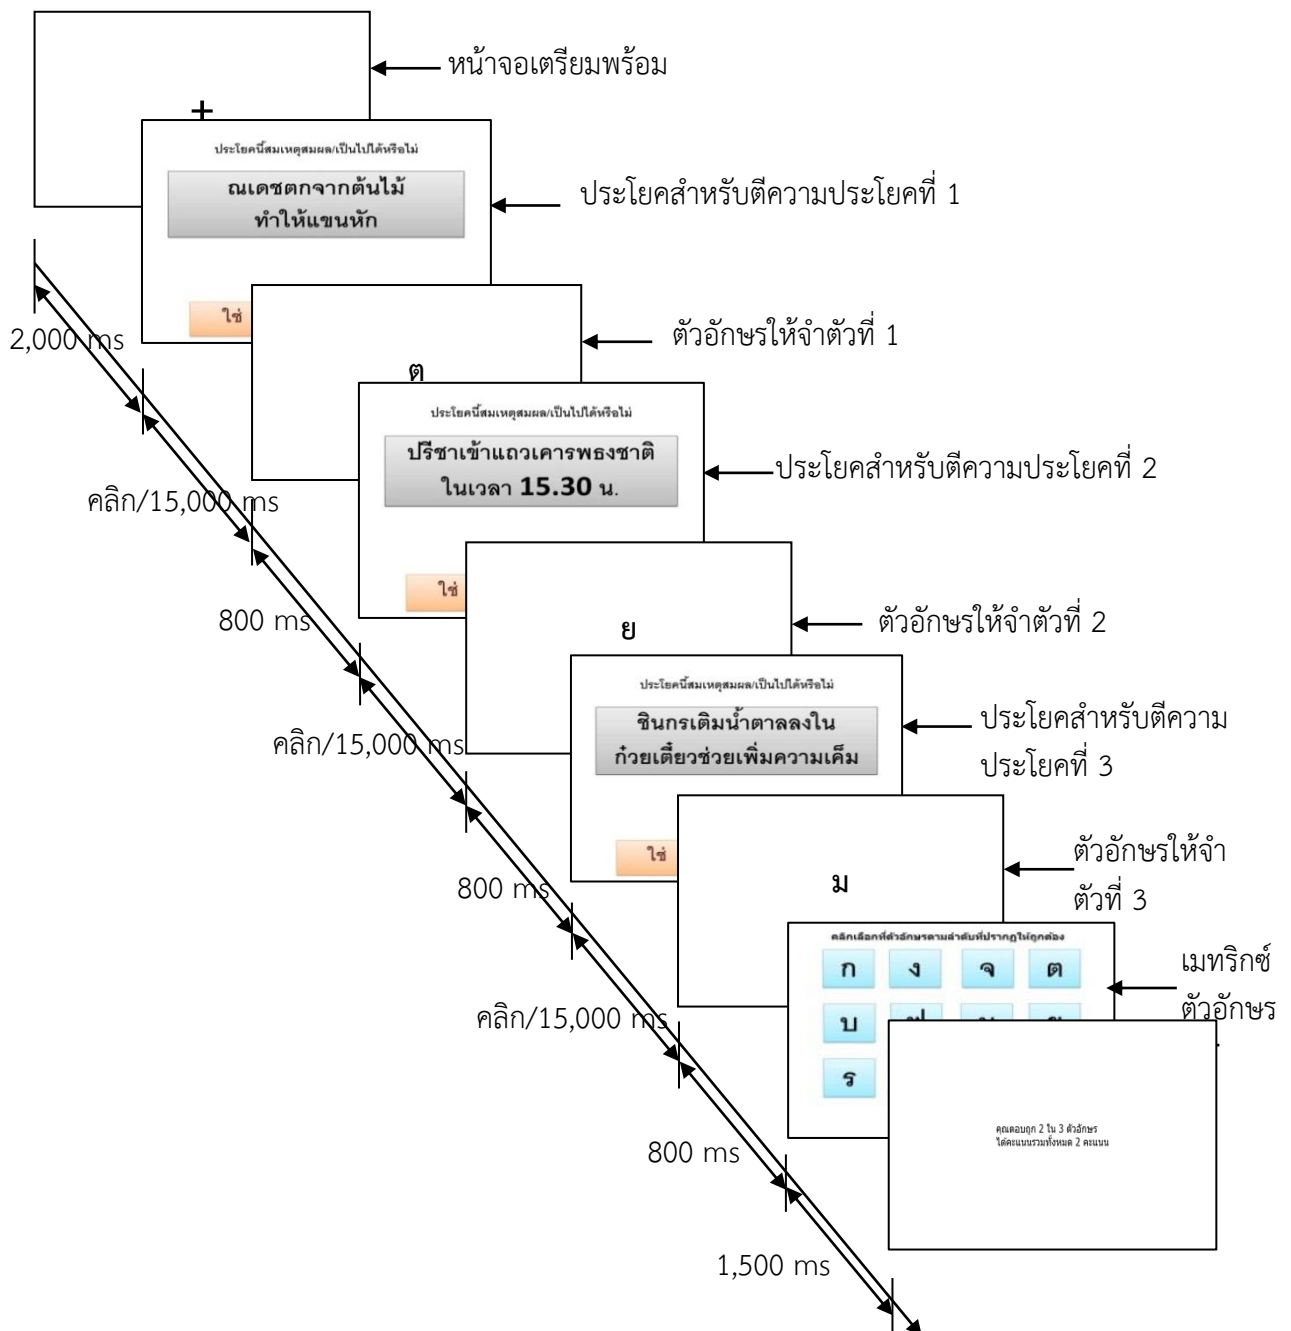 หน้าจอเตรียมพร้อม
+
ประโยคนี้สมเหตุสมผล/เป็นไปได้หรือไม่
ณเดชตกจากต้นไม้
ทำให้แขนหัก
ใช่
ประโยคสำหรับตีความประโยคที่ 1
2,000 ms
ตัวอักษรให้จำตัวที่ 1
ต
ประโยคนี้สมเหตุสมผล/เป็นไปได้หรือไม่
ปรีชาเข้าแถวเคารพธงชาติ
ในเวลา 15.30 น.
ใช่
ประโยคสำหรับตีความประโยคที่ 2
คลิก/15,000 ms
800 ms
ตัวอักษรให้จำตัวที่ 2
ย
ประโยคนี้สมเหตุสมผล/เป็นไปได้หรือไม่
ชินกรเติมน้ำตาลลงใน
ก๋วยเตี๋ยวช่วยเพิ่มความเค็ม
ใช่
ประโยคสำหรับตีความ
ประโยคที่ 3
คลิก/15,000 ms
800 ms
ม
ตัวอักษรให้จำ
ตัวที่ 3
คลิกเลือกที่ตัวอักษรตามลำดับที่ปรากฏให้ถูกต้อง
ก ง จ ต
บ
ร
เมทริกซ์
ตัวอักษร
คลิก/15,000 ms
800 ms
คุณตอบถูก 2 ใน 3 ตัวอักษร
ได้คะแนนรวมทั้งหมด 2 คะแนน
1,500 ms